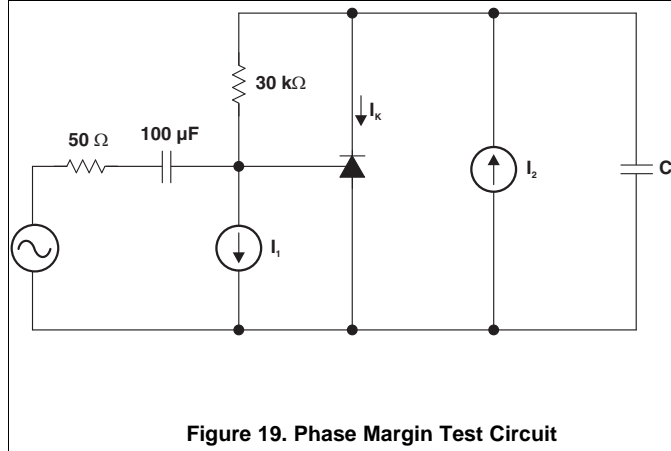 30 kΩ
I_K
50 Ω
100 μF
I_2
C
I_1
Figure 19. Phase Margin Test Circuit